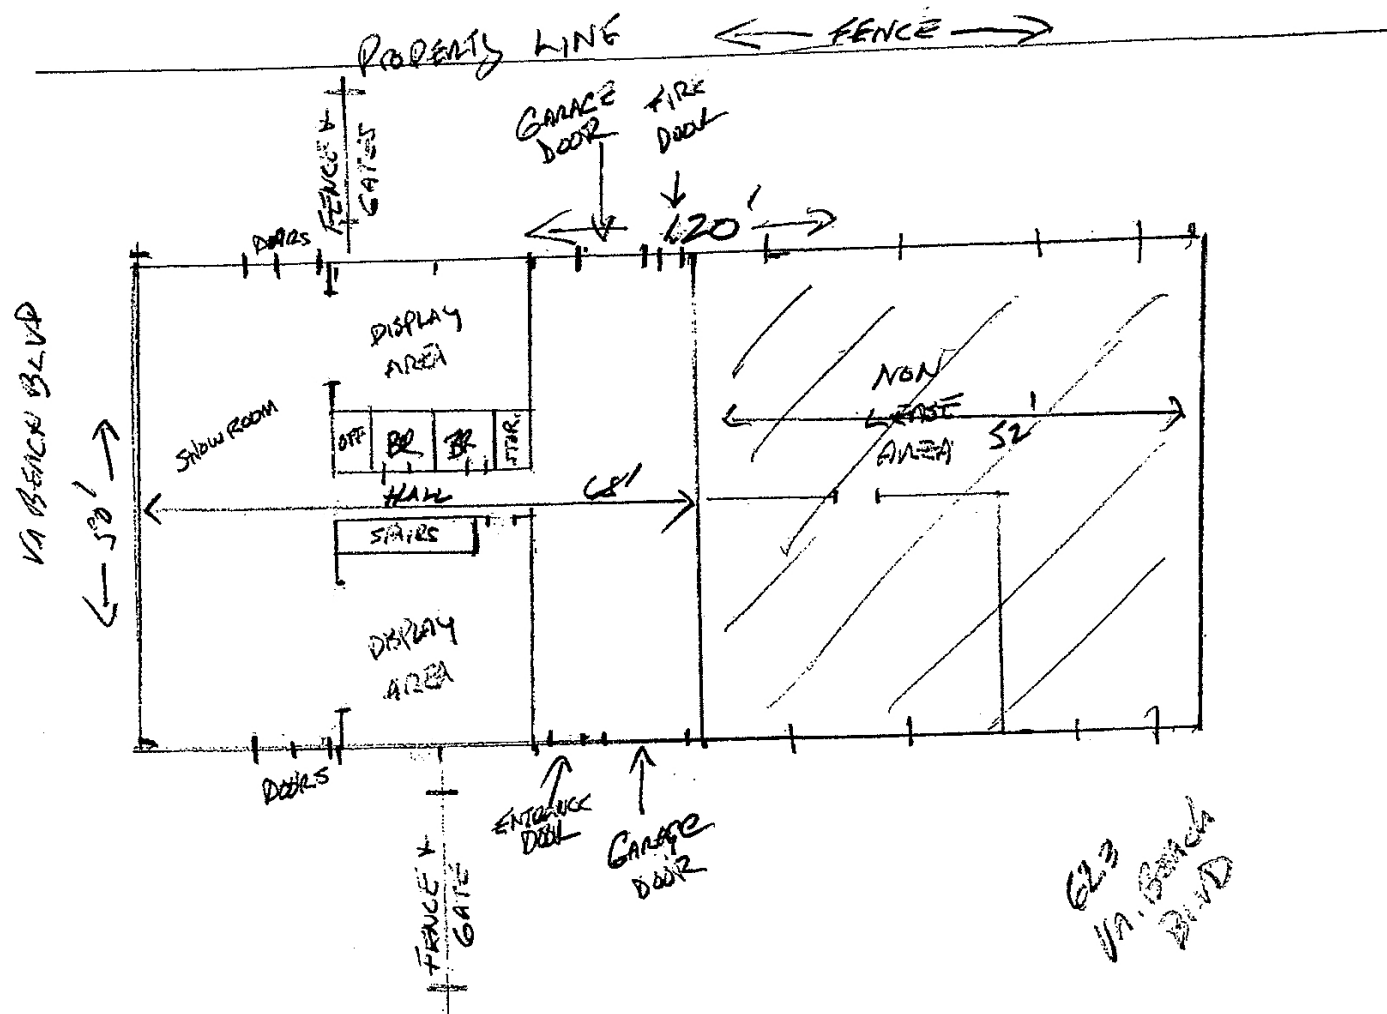 PROPERTY LINE
FENCE
FENCE &
GATES
GARAGE
DOOR
FIRE
DOOR
120'
DOORS
VA BEACH BLVD
50'
SHOWROOM
DISPLAY
AREA
OFF
BR
BR
STOR.
HALL
68'
STAIRS
DISPLAY
AREA
NON
LEASE
AREA
52'
DOORS
ENTRANCE
DOOR
GARAGE
DOOR
FENCE &
GATE
623
VA. Beach
BLVD